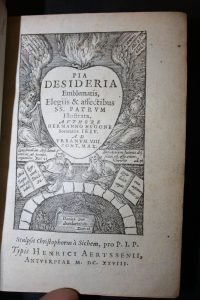 PIA
DESIDERIA
Emblematis,
Elegiis & affectibus
SS. PATRVM
illustrata,
AVTHORE
HERMANNO HVGONE
Societatis IESV.
AD
VRBANVM VIII.
PONT. MAX.
Sculpsit Christophorus à Sichem, pro P. I. P.
Typis HENRICI AERTSSENII,
ANTVERPIAE M. DC. XXVIII.